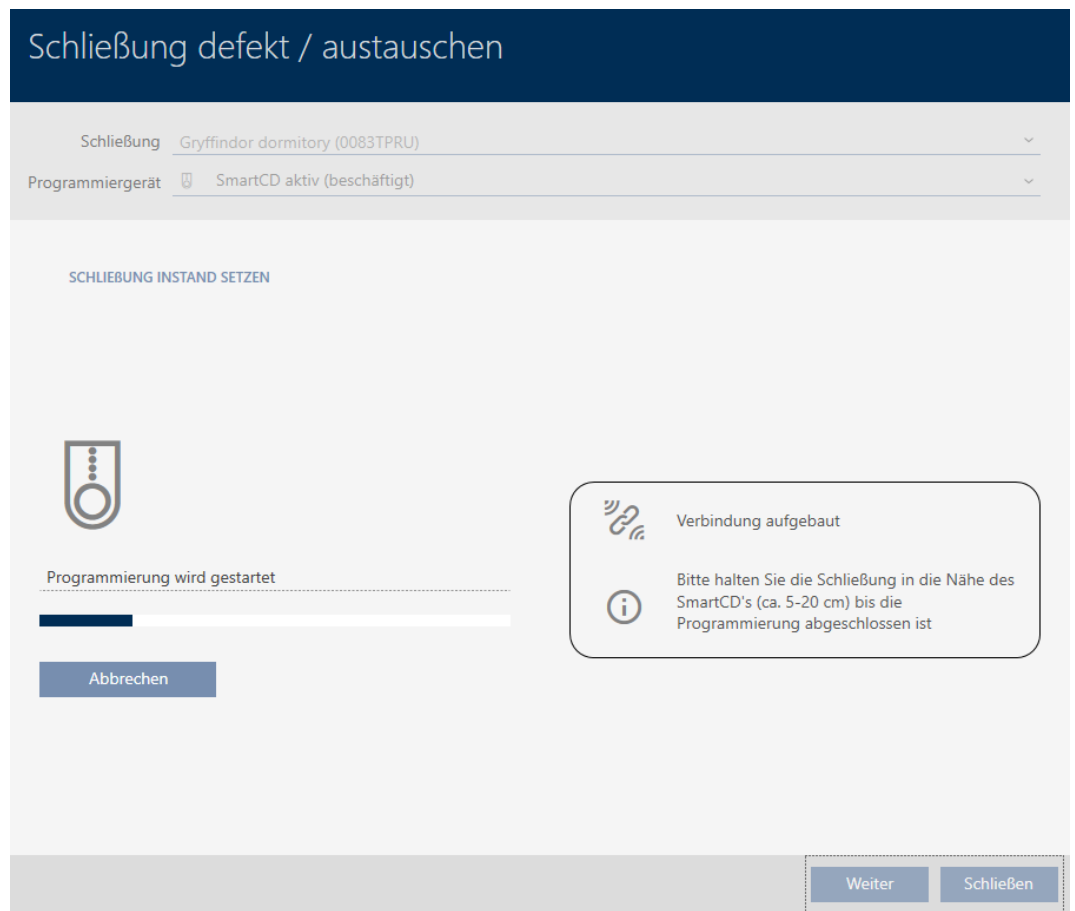 Schließung defekt / austauschen
Schließung Gryffindor dormitory (0083TPRU)
Programmiergerät SmartCD aktiv (beschäftigt)
SCHLIEßUNG INSTAND SETZEN
Programmierung wird gestartet
Abbrechen
Verbindung aufgebaut
Bitte halten Sie die Schließung in die Nähe des
SmartCD's (ca. 5-20 cm) bis die
Programmierung abgeschlossen ist
Weiter Schließen